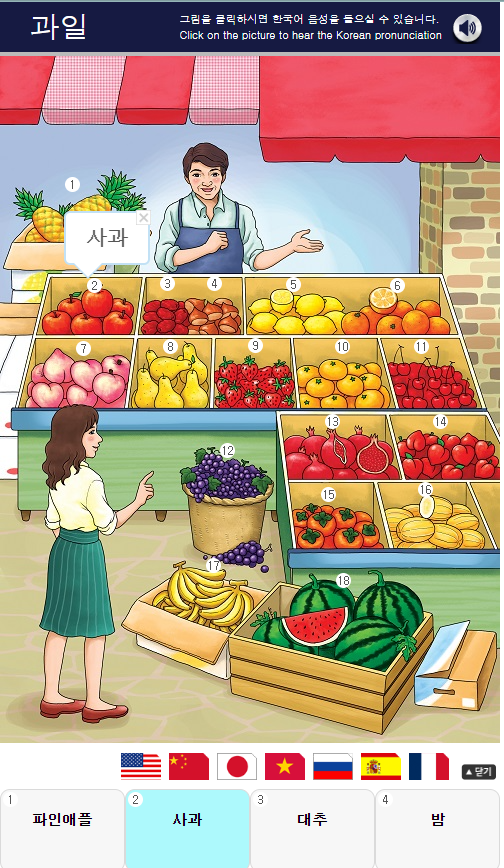 과일
그림을 클릭하시면 한국어 음성을 들으실 수 있습니다.
Click on the picture to hear the Korean pronunciation
1
사과
2
3
4
5
6
7
8
9
10
11
12
13
14
15
16
17
18
▲ 닫기
1
파인애플
2
사과
3
대추
4
밤